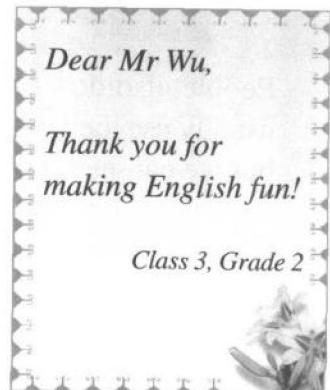 Dear Mr Wu,
Thank you for
making English fun!
Class 3, Grade 2